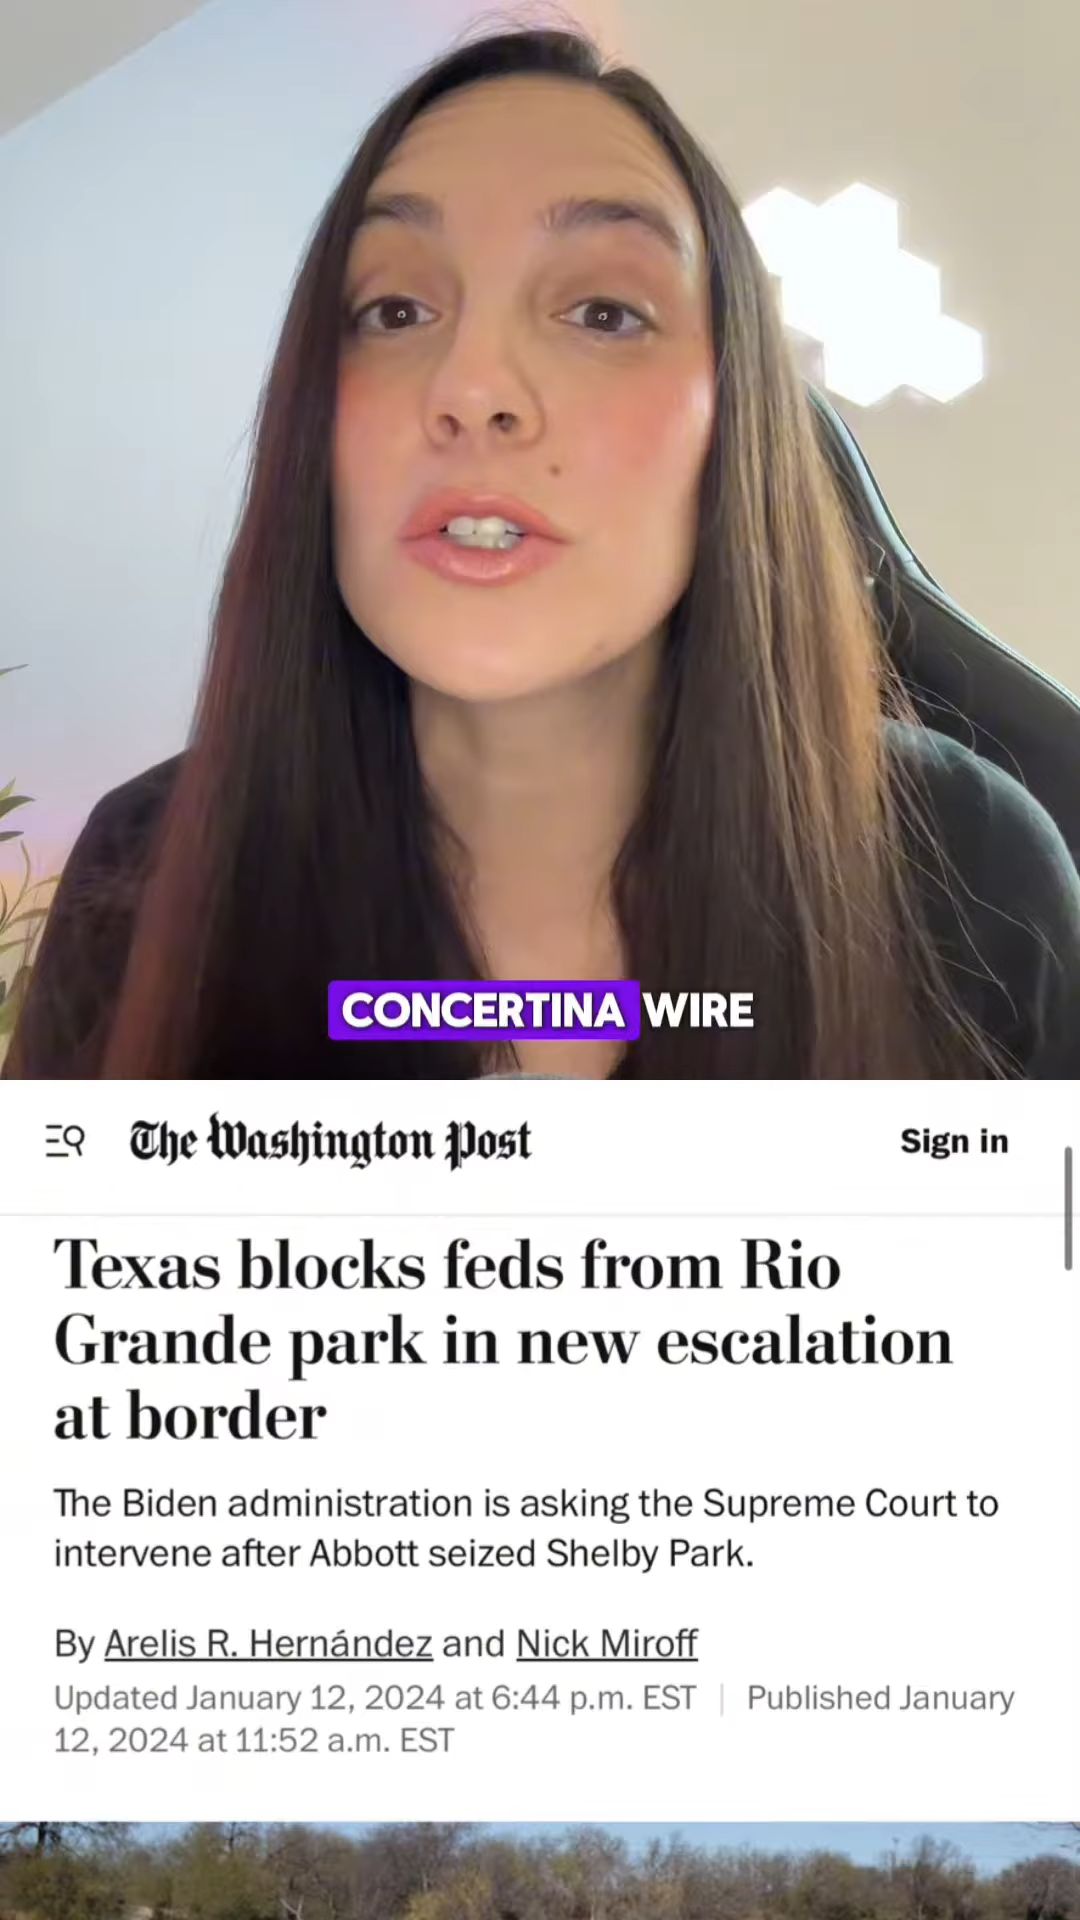 CONCERTINA WIRE
The Washington Post
Sign in
Texas blocks feds from Rio
Grande park in new escalation
at border
The Biden administration is asking the Supreme Court to
intervene after Abbott seized Shelby Park.
By Arelis R. Hernández and Nick Miroff
Updated January 12, 2024 at 6:44 p.m. EST | Published January
12, 2024 at 11:52 a.m. EST